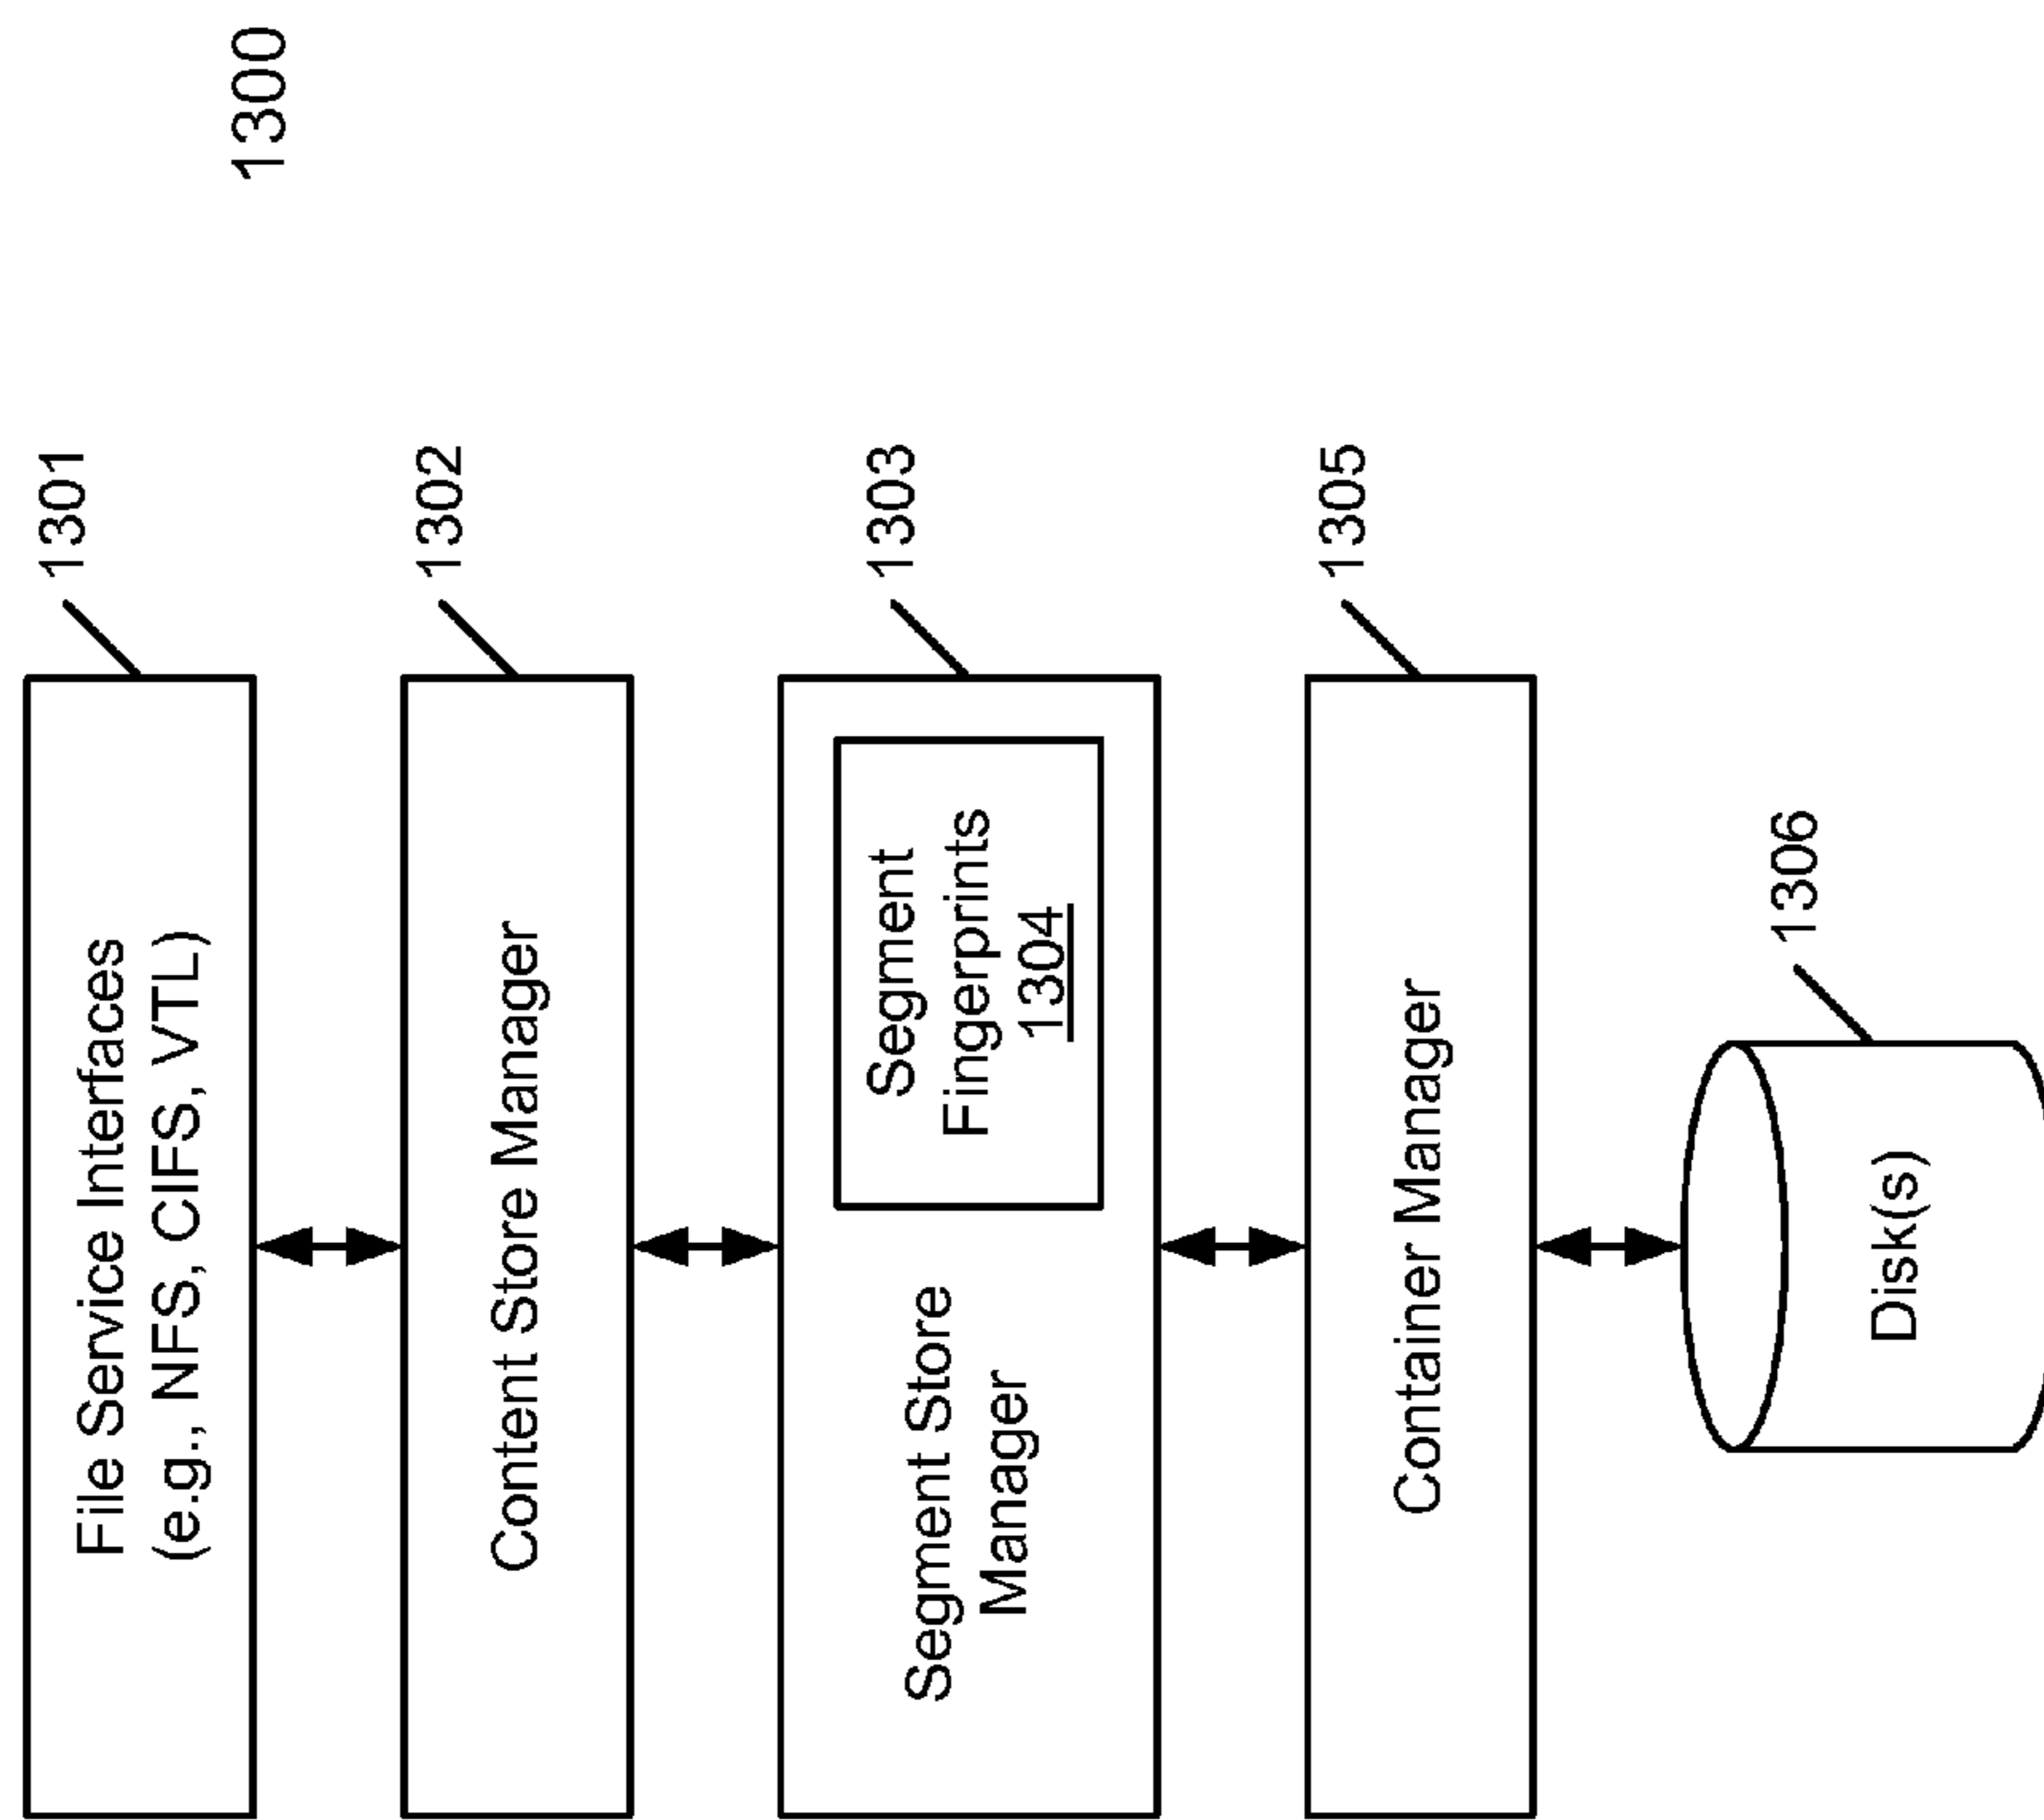 1300
1301
File Service Interfaces
(e.g., NFS, CIFS, VTL)
1302
Content Store Manager
1303
Segment Store
Manager
Segment
Fingerprints
1304
1305
Container Manager
1306
Disk(s)